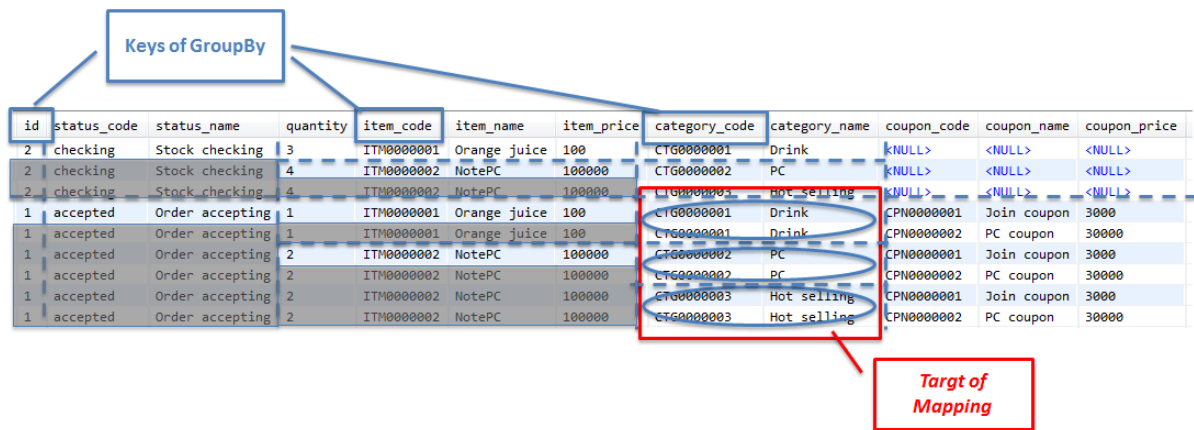 Keys of GroupBy
id status_code status_name quantity item_code item_name item_price category_code category_name coupon_code coupon_name coupon_price
2 checking Stock checking 3 ITM0000001 Orange juice 100 CTG0000001 Drink <NULL> <NULL> <NULL>
2 checking Stock checking 4 ITM0000002 NotePC 100000 CTG0000002 PC <NULL> <NULL> <NULL>
2 checking Stock checking 4 ITM0000002 NotePC 100000 CTG0000003 Hot selling <NULL> <NULL> <NULL>
1 accepted Order accepting 1 ITM0000001 Orange juice 100 CTG0000001 Drink CPN0000001 Join coupon 3000
1 accepted Order accepting 1 ITM0000001 Orange juice 100 CTG0000001 Drink CPN0000002 PC coupon 30000
1 accepted Order accepting 2 ITM0000002 NotePC 100000 CTG0000002 PC CPN0000001 Join coupon 3000
1 accepted Order accepting 2 ITM0000002 NotePC 100000 CTG0000002 PC CPN0000002 PC coupon 30000
1 accepted Order accepting 2 ITM0000002 NotePC 100000 CTG0000003 Hot selling CPN0000001 Join coupon 3000
1 accepted Order accepting 2 ITM0000002 NotePC 100000 CTG0000003 Hot selling CPN0000002 PC coupon 30000
Targt of
Mapping